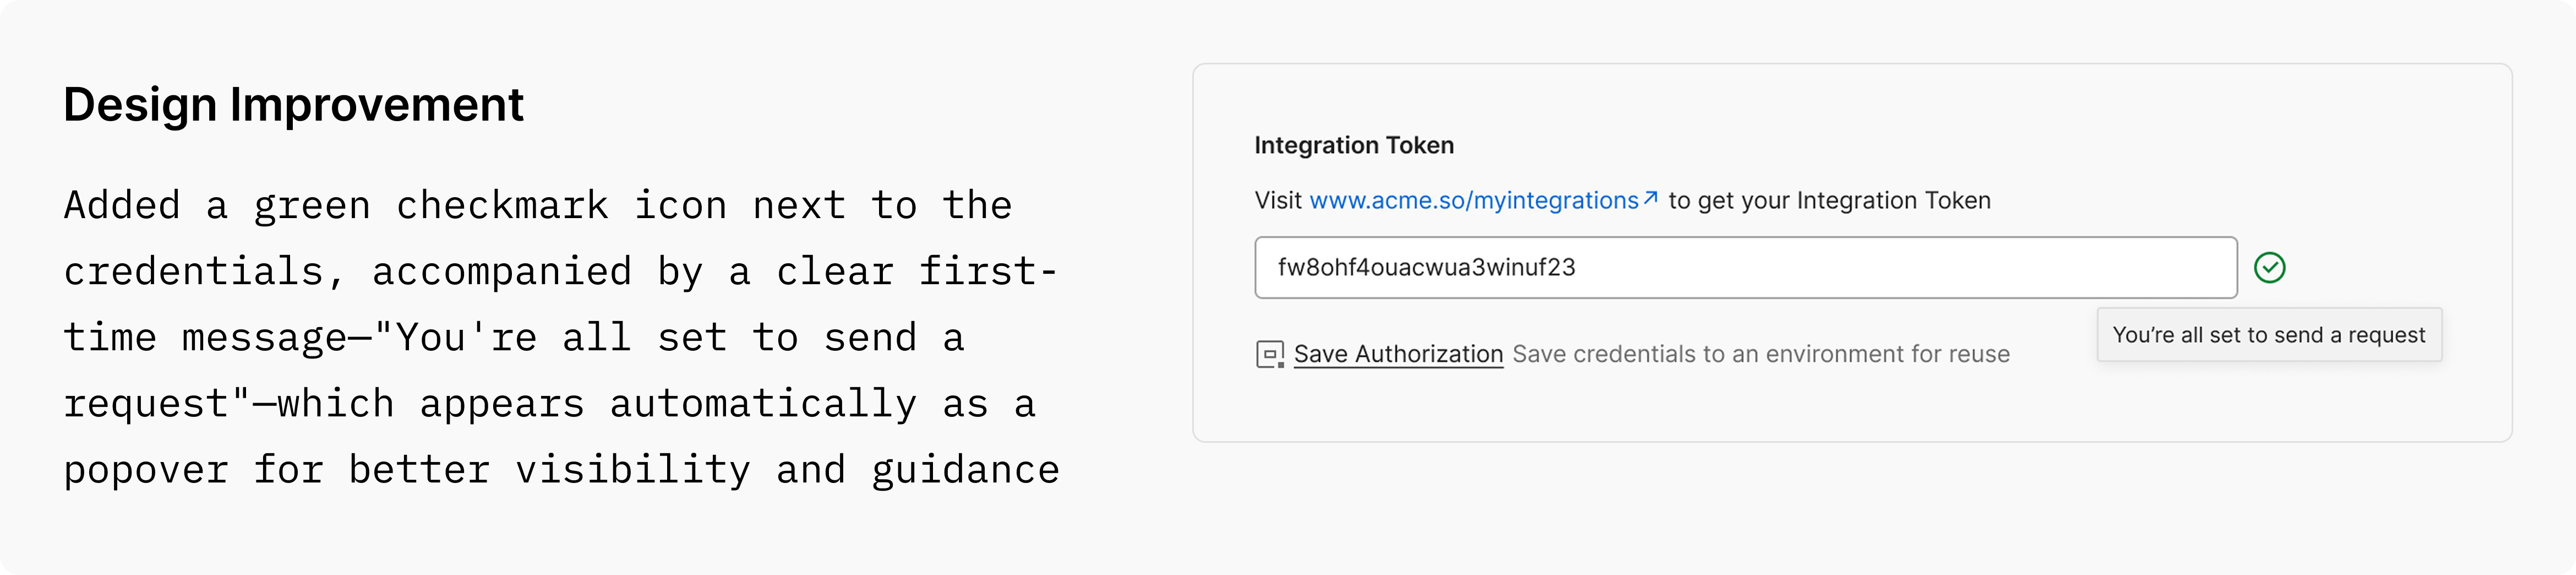 Design Improvement
Added a green checkmark icon next to the
credentials, accompanied by a clear first-
time message—"You're all set to send a
request"—which appears automatically as a
popover for better visibility and guidance
Integration Token
Visit www.acme.so/myintegrations↗ to get your Integration Token
fw8ohf4ouacwua3winuf23
You’re all set to send a request
Save Authorization Save credentials to an environment for reuse